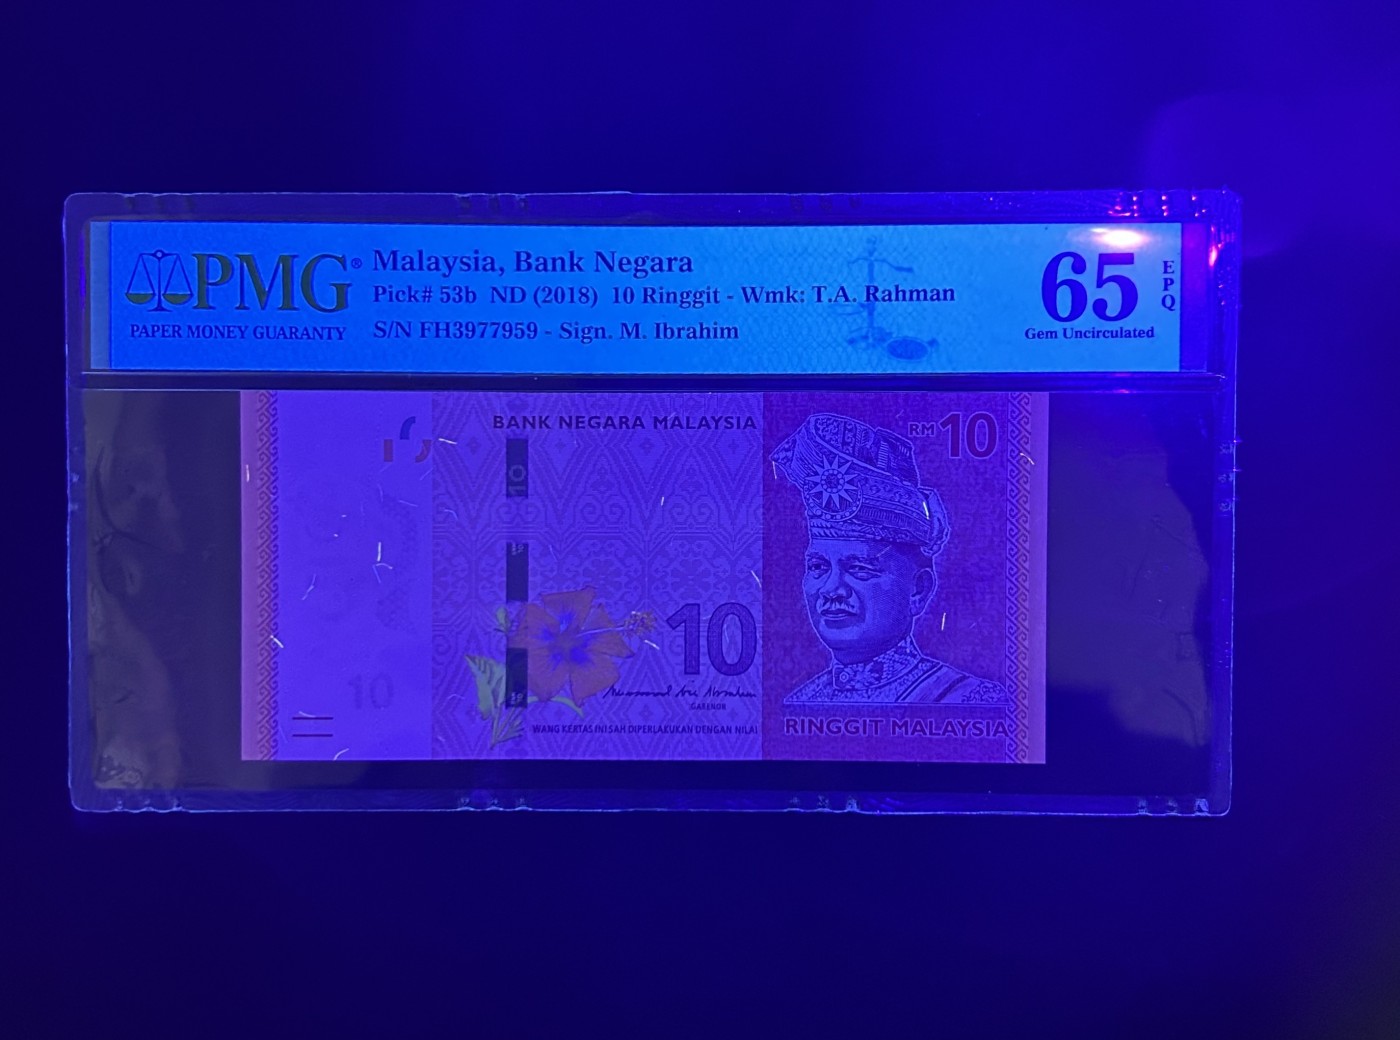 PMG®
PAPER MONEY GUARANTY
Malaysia, Bank Negara
Pick# 53b ND (2018) 10 Ringgit - Wmk: T.A. Rahman
S/N FH3977959 - Sign. M. Ibrahim
65
EPQ
Gem Uncirculated
BANK NEGARA MALAYSIA
RM10
10
10
10
GABENOR
WANG KERTAS INI SAH DIPERLAKUKAN DENGAN NILAI
RINGGIT MALAYSIA